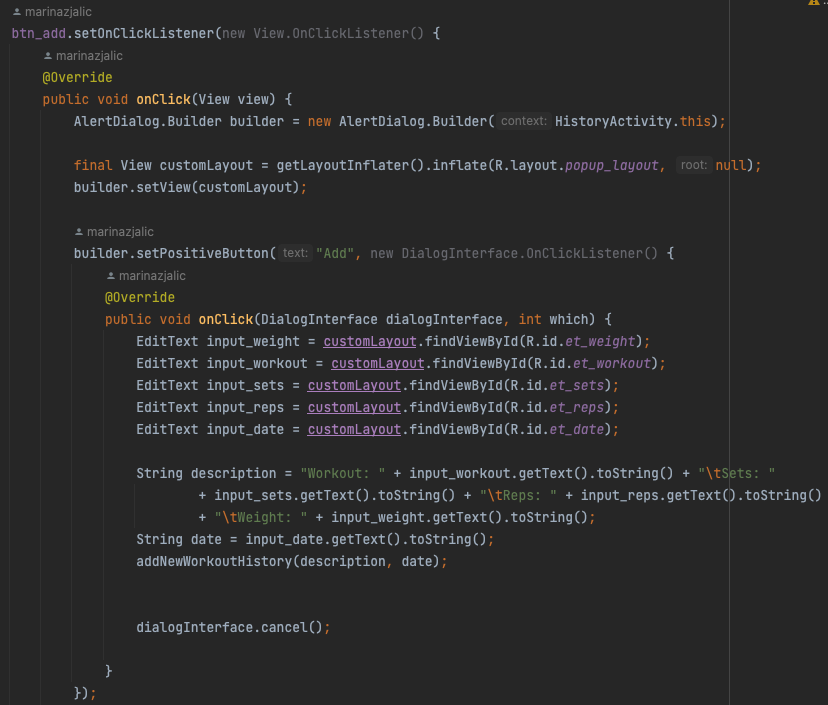 marinazjalic
btn_add.setOnClickListener(new View.OnClickListener() {
marinazjalic
@Override
public void onClick(View view) {
AlertDialog.Builder builder = new AlertDialog.Builder( context: HistoryActivity.this);
final View customLayout = getLayoutInflater().inflate(R.layout.popup_layout, root: null);
builder.setView(customLayout);
marinazjalic
builder.setPositiveButton( text: "Add", new DialogInterface.OnClickListener() {
marinazjalic
@Override
public void onClick(DialogInterface dialogInterface, int which) {
EditText input_weight = customLayout.findViewById(R.id.et_weight);
EditText input_workout = customLayout.findViewById(R.id.et_workout);
EditText input_sets = customLayout.findViewById(R.id.et_sets);
EditText input_reps = customLayout.findViewById(R.id.et_reps);
EditText input_date = customLayout.findViewById(R.id.et_date);
String description = "Workout: " + input_workout.getText().toString() + "\tSets: "
+ input_sets.getText().toString() + "\tReps: " + input_reps.getText().toString()
+ "\tWeight: " + input_weight.getText().toString();
String date = input_date.getText().toString();
addNewWorkoutHistory(description, date);
dialogInterface.cancel();
}
});